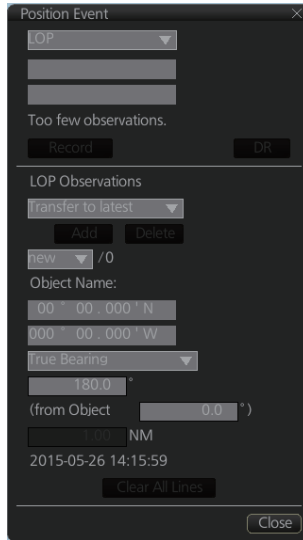 Position Event ×
LOP
Too few observations.
Record DR
LOP Observations
Transfer to latest
Add Delete
new /0
Object Name:
00 ° 00 . 000 ' N
000 ° 00 . 000 ' W
True Bearing
180.0 °
(from Object 0.0 °)
1.00 NM
2015-05-26 14:15:59
Clear All Lines
Close